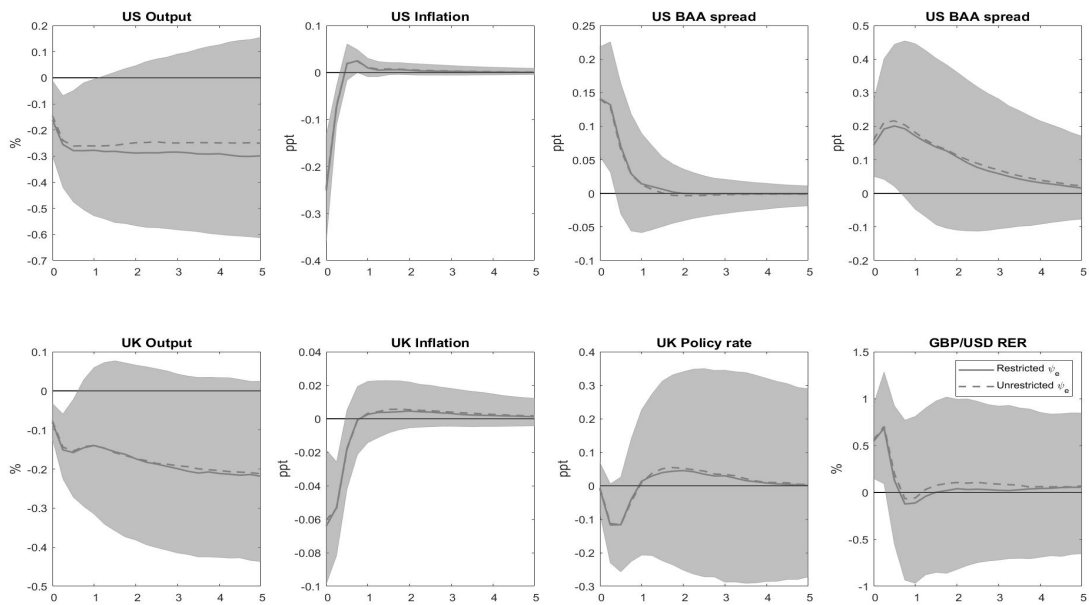 US Output
US Inflation
US BAA spread
US BAA spread
0.2
0.1
0
-0.1
-0.2
-0.3
-0.4
-0.5
-0.6
-0.7
%
0 1 2 3 4 5
0.1
0
-0.1
-0.2
-0.3
-0.4
ppt
0 1 2 3 4 5
0.25
0.2
0.15
0.1
0.05
0
-0.05
-0.1
ppt
0 1 2 3 4 5
0.5
0.4
0.3
0.2
0.1
0
-0.1
-0.2
ppt
0 1 2 3 4 5
UK Output
UK Inflation
UK Policy rate
GBP/USD RER
0.1
0
-0.1
-0.2
-0.3
-0.4
-0.5
%
0 1 2 3 4 5
0.04
0.02
0
-0.02
-0.04
-0.06
-0.08
-0.1
ppt
0 1 2 3 4 5
0.4
0.3
0.2
0.1
0
-0.1
-0.2
-0.3
ppt
0 1 2 3 4 5
1.5
1
0.5
0
-0.5
-1
%
0 1 2 3 4 5
Restricted ψ
Unrestricted ψ